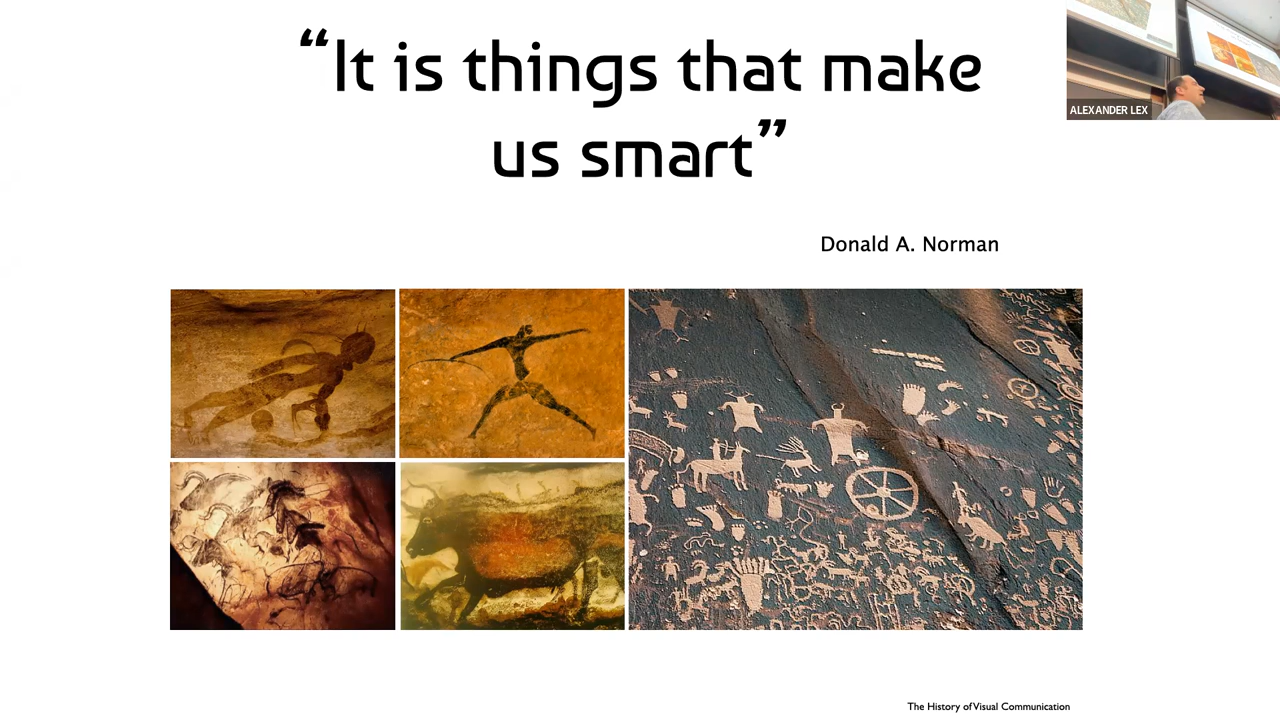 “It is things that make
us smart”
ALEXANDER LEX
Donald A. Norman
The History of Visual Communication